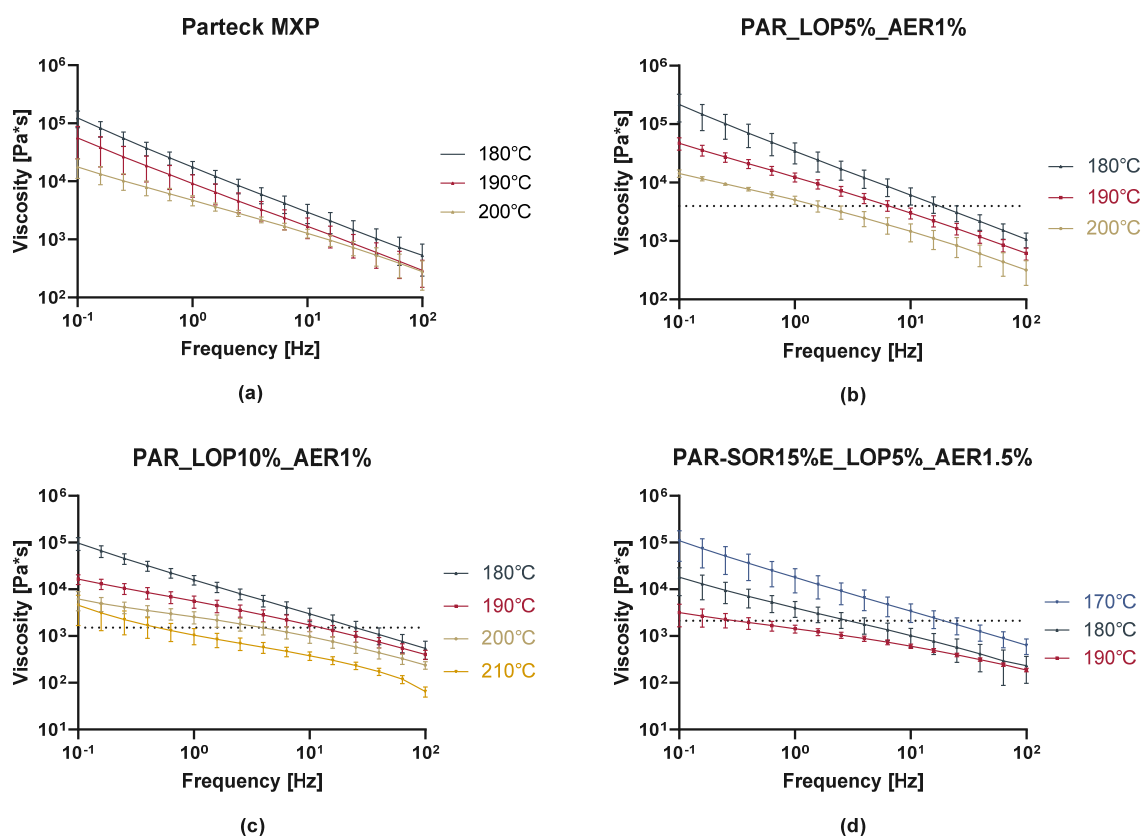 Parteck MXP
Viscosity [Pa*s]
10⁶
10⁵
10⁴
10³
10²
10⁻¹
10⁰
10¹
10²
Frequency [Hz]
180°C
190°C
200°C
(a)
PAR_LOP5%_AER1%
Viscosity [Pa*s]
10⁶
10⁵
10⁴
10³
10²
10⁻¹
10⁰
10¹
10²
Frequency [Hz]
180°C
190°C
200°C
(b)
PAR_LOP10%_AER1%
Viscosity [Pa*s]
10⁶
10⁵
10⁴
10³
10²
10¹
10⁻¹
10⁰
10¹
10²
Frequency [Hz]
180°C
190°C
200°C
210°C
(c)
PAR-SOR15%E_LOP5%_AER1.5%
Viscosity [Pa*s]
10⁶
10⁵
10⁴
10³
10²
10¹
10⁻¹
10⁰
10¹
10²
Frequency [Hz]
170°C
180°C
190°C
(d)